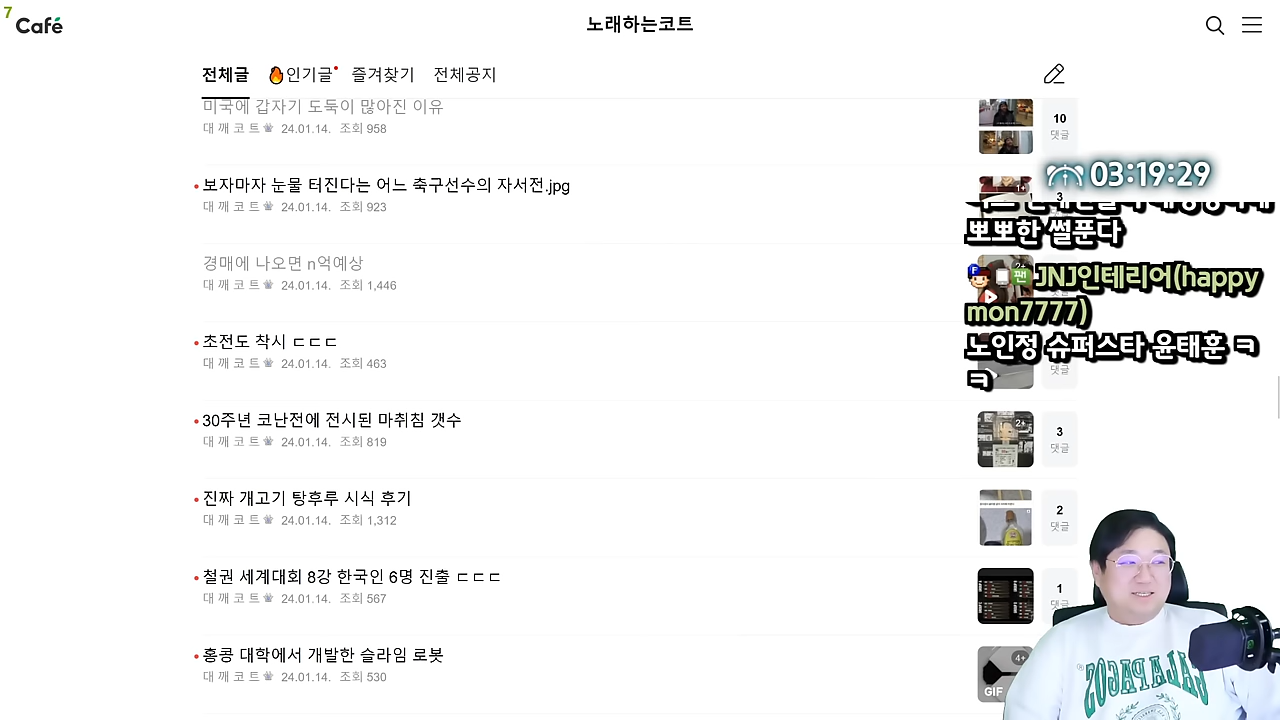 7
Café
노래하는코트
전체글
🔥인기글
즐겨찾기
전체공지
미국에 갑자기 도둑이 많아진 이유
대 깨 코 트 24.01.14. 조회 958
10
댓글
03:19:29
보자마자 눈물 터진다는 어느 축구선수의 자서전.jpg
대 깨 코 트 24.01.14. 조회 923
1+
3
뽀뽀한 썰푼다
경매에 나오면 n억예상
대 깨 코 트 24.01.14. 조회 1,446
2+
F
팬
JNJ인테리어(happy
mon7777)
초전도 착시 ㄷㄷㄷ
대 깨 코 트 24.01.14. 조회 463
노인정 슈퍼스타 윤태훈 ㅋ
ㅋ
댓글
30주년 코난전에 전시된 마취침 갯수
대 깨 코 트 24.01.14. 조회 819
2+
3
댓글
진짜 개고기 탕후루 시식 후기
대 깨 코 트 24.01.14. 조회 1,312
2
댓글
철권 세계대회 8강 한국인 6명 진출 ㄷㄷㄷ
대 깨 코 트 24.01.14. 조회 367
1
댓글
홍콩 대학에서 개발한 슬라임 로봇
대 깨 코 트 24.01.14. 조회 530
4+
GIF
GALAPAGOS